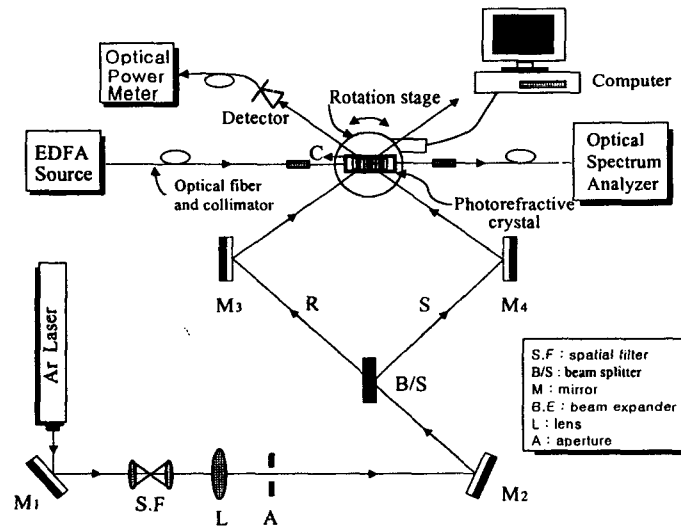 Optical
Power
Meter
Detector
Rotation stage
Computer
EDFA
Source
C
Optical
Spectrum
Analyzer
Optical fiber
and collimator
Photorefractive
crystal
M3
M4
R
S
Ar Laser
B/S
S.F : spatial filter
B/S : beam splitter
M : mirror
B.E : beam expander
L : lens
A : aperture
M1
S.F
L
A
M2